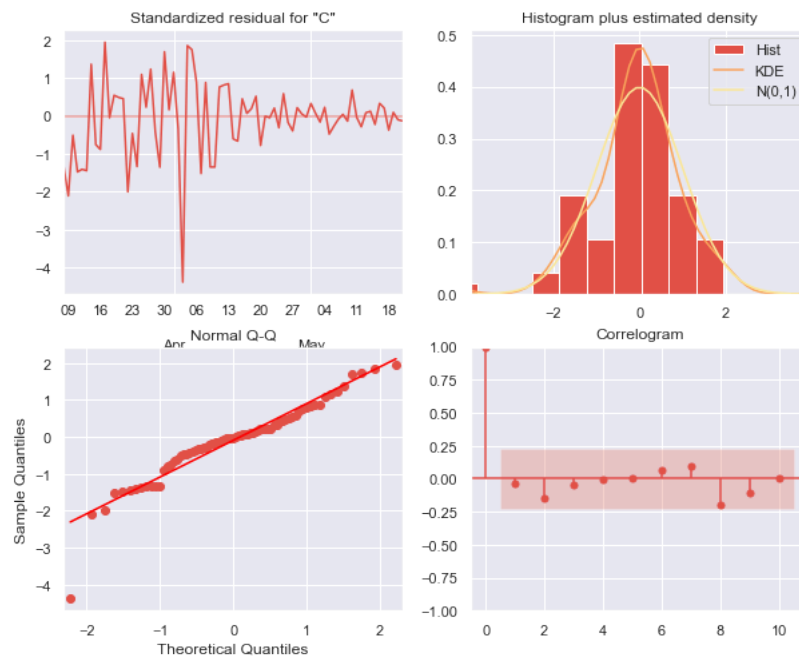 Standardized residual for "C"
2
1
0
−1
−2
−3
−4
09 16 23 30 06 13 20 27 04 11 18
Apr May
Histogram plus estimated density
Hist
KDE
N(0,1)
0.5
0.4
0.3
0.2
0.1
0.0
−2 0 2
Normal Q-Q
Sample Quantiles
2
1
0
−1
−2
−3
−4
−2 −1 0 1 2
Theoretical Quantiles
Correlogram
1.00
0.75
0.50
0.25
0.00
−0.25
−0.50
−0.75
−1.00
0 2 4 6 8 10